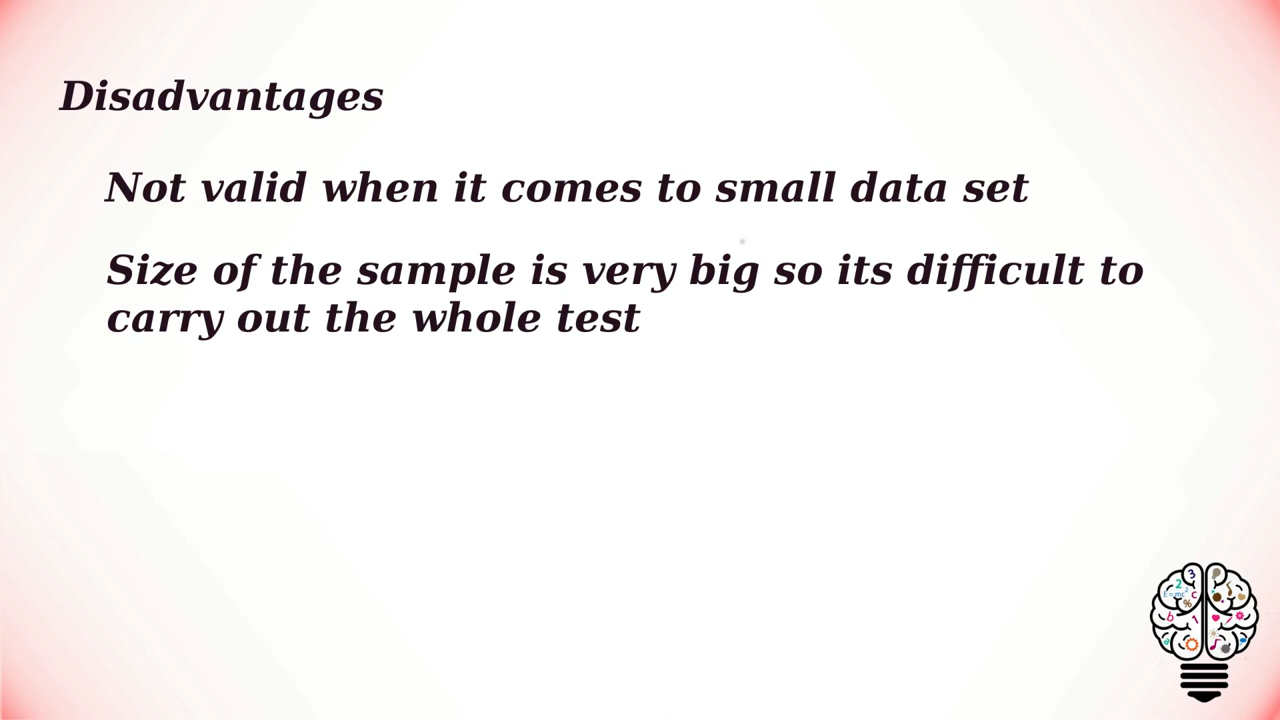 Disadvantages
Not valid when it comes to small data set
Size of the sample is very big so its difficult to
carry out the whole test